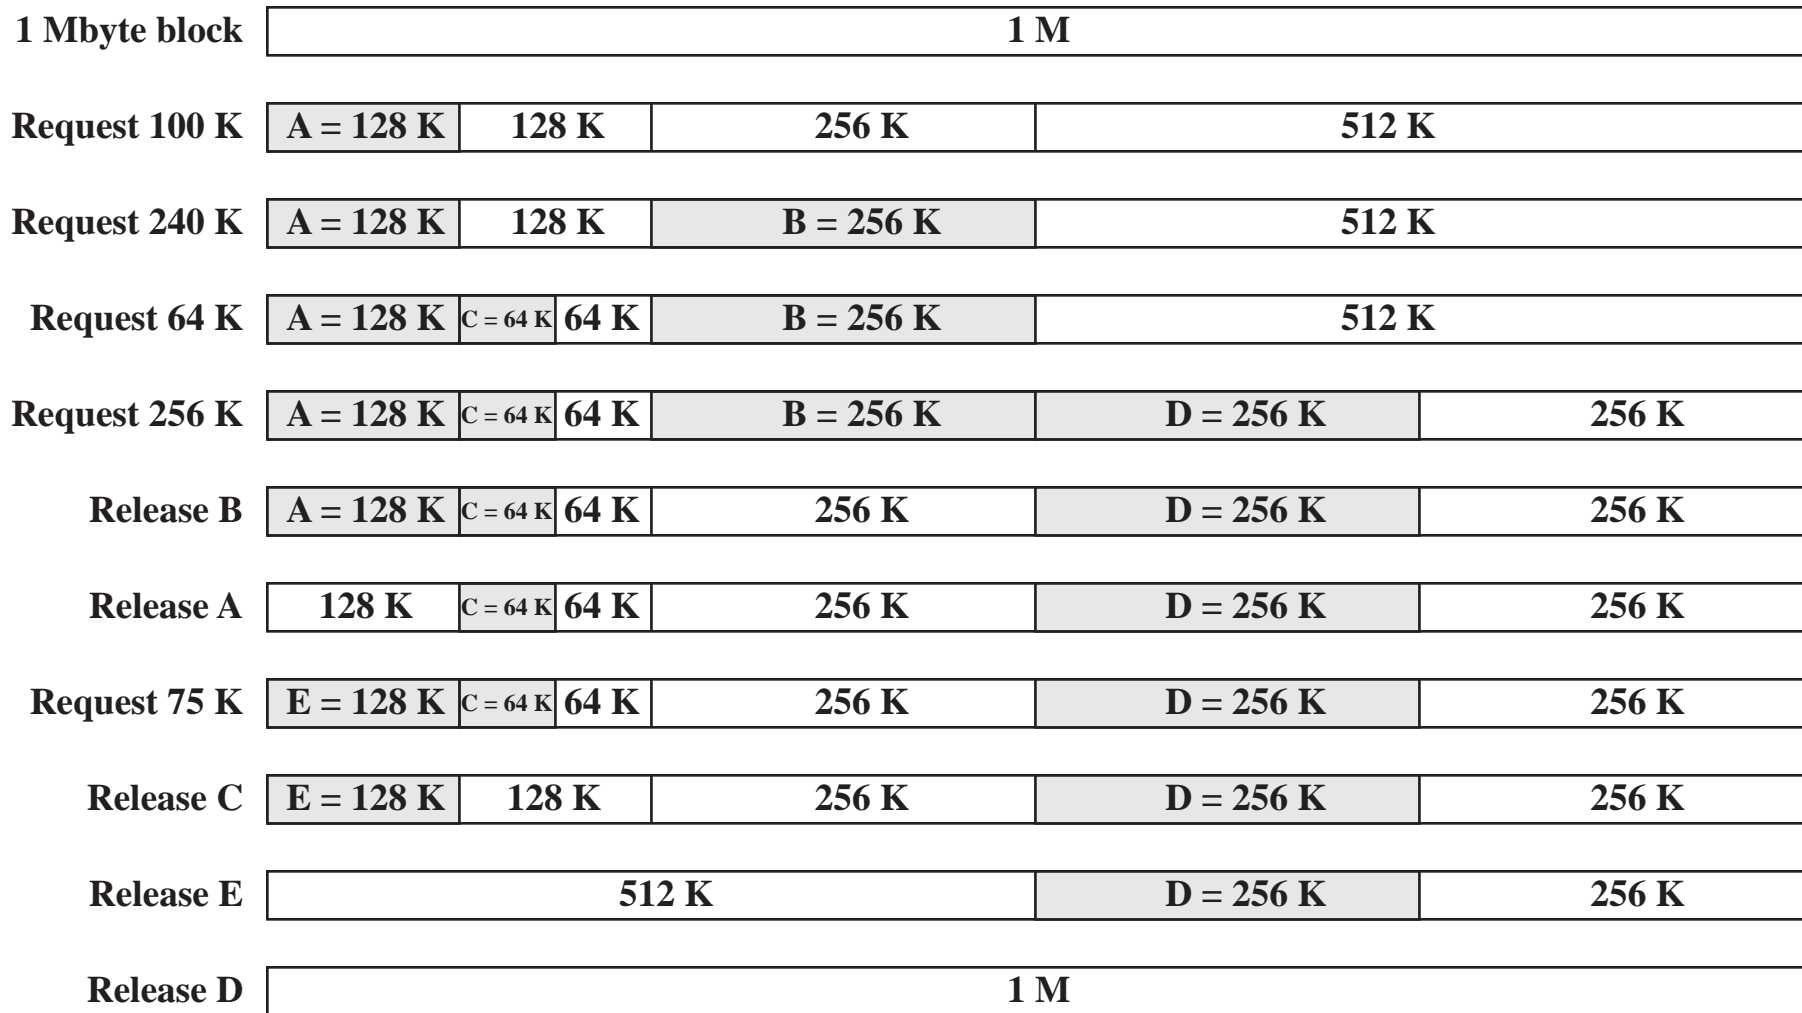 1 Mbyte block 1 M
Request 100 K A = 128 K 128 K 256 K 512 K
Request 240 K A = 128 K 128 K B = 256 K 512 K
Request 64 K A = 128 K C = 64 K 64 K B = 256 K 512 K
Request 256 K A = 128 K C = 64 K 64 K B = 256 K D = 256 K 256 K
Release B A = 128 K C = 64 K 64 K 256 K D = 256 K 256 K
Release A 128 K C = 64 K 64 K 256 K D = 256 K 256 K
Request 75 K E = 128 K C = 64 K 64 K 256 K D = 256 K 256 K
Release C E = 128 K 128 K 256 K D = 256 K 256 K
Release E 512 K D = 256 K 256 K
Release D 1 M